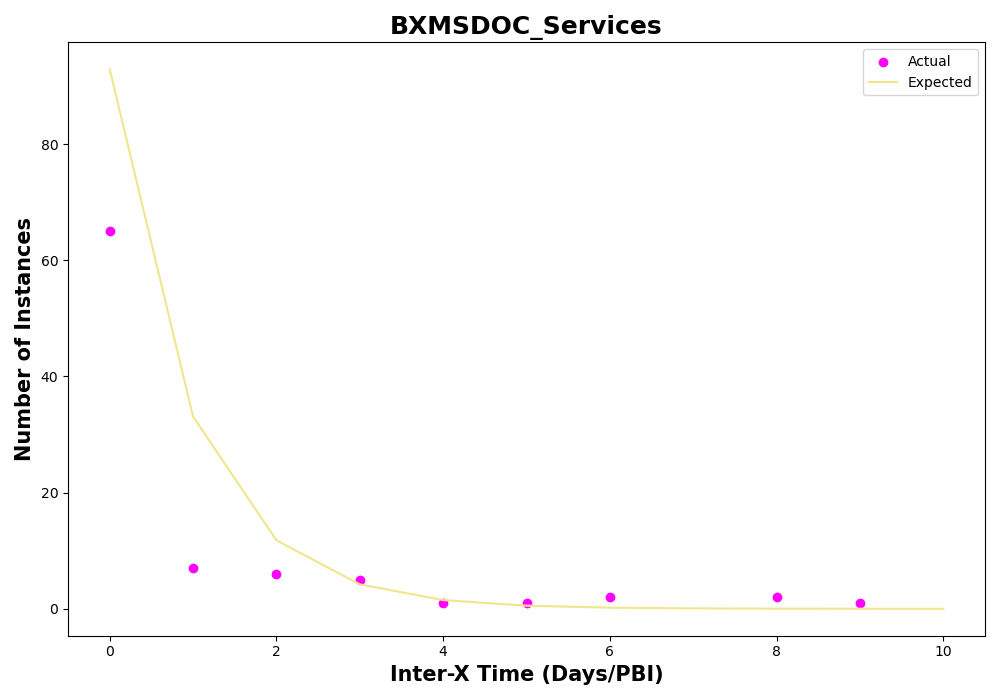 BXMSDOC_Services
Actual
Expected
Number of Instances
80
60
40
20
0
0 2 4 6 8 10
Inter-X Time (Days/PBI)